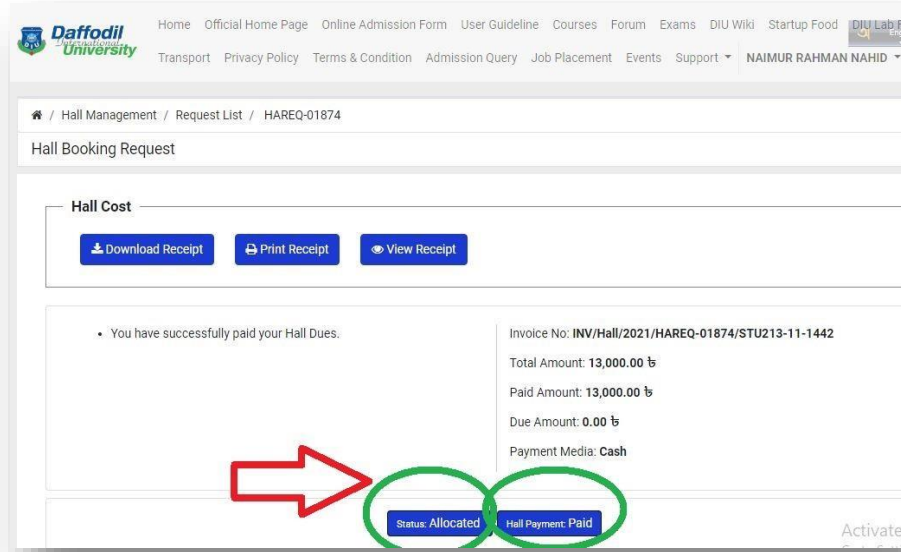 Daffodil
International
University
Home Official Home Page Online Admission Form User Guideline Courses Forum Exams DIU Wiki Startup Food DIU Lab
Transport Privacy Policy Terms & Condition Admission Query Job Placement Events Support NAIMUR RAHMAN NAHID
/ Hall Management / Request List / HAREQ-01874
Hall Booking Request
Hall Cost
Download Receipt Print Receipt View Receipt
• You have successfully paid your Hall Dues.
Invoice No: INV/Hall/2021/HAREQ-01874/STU213-11-1442
Total Amount: 13,000.00 ৳
Paid Amount: 13,000.00 ৳
Due Amount: 0.00 ৳
Payment Media: Cash
Status: Allocated Hall Payment: Paid
Activate